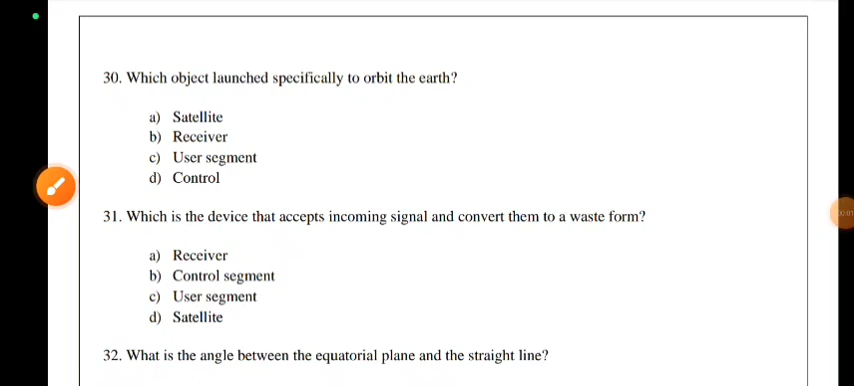 30. Which object launched specifically to orbit the earth?
a) Satellite
b) Receiver
c) User segment
d) Control
31. Which is the device that accepts incoming signal and convert them to a waste form?
a) Receiver
b) Control segment
c) User segment
d) Satellite
32. What is the angle between the equatorial plane and the straight line?